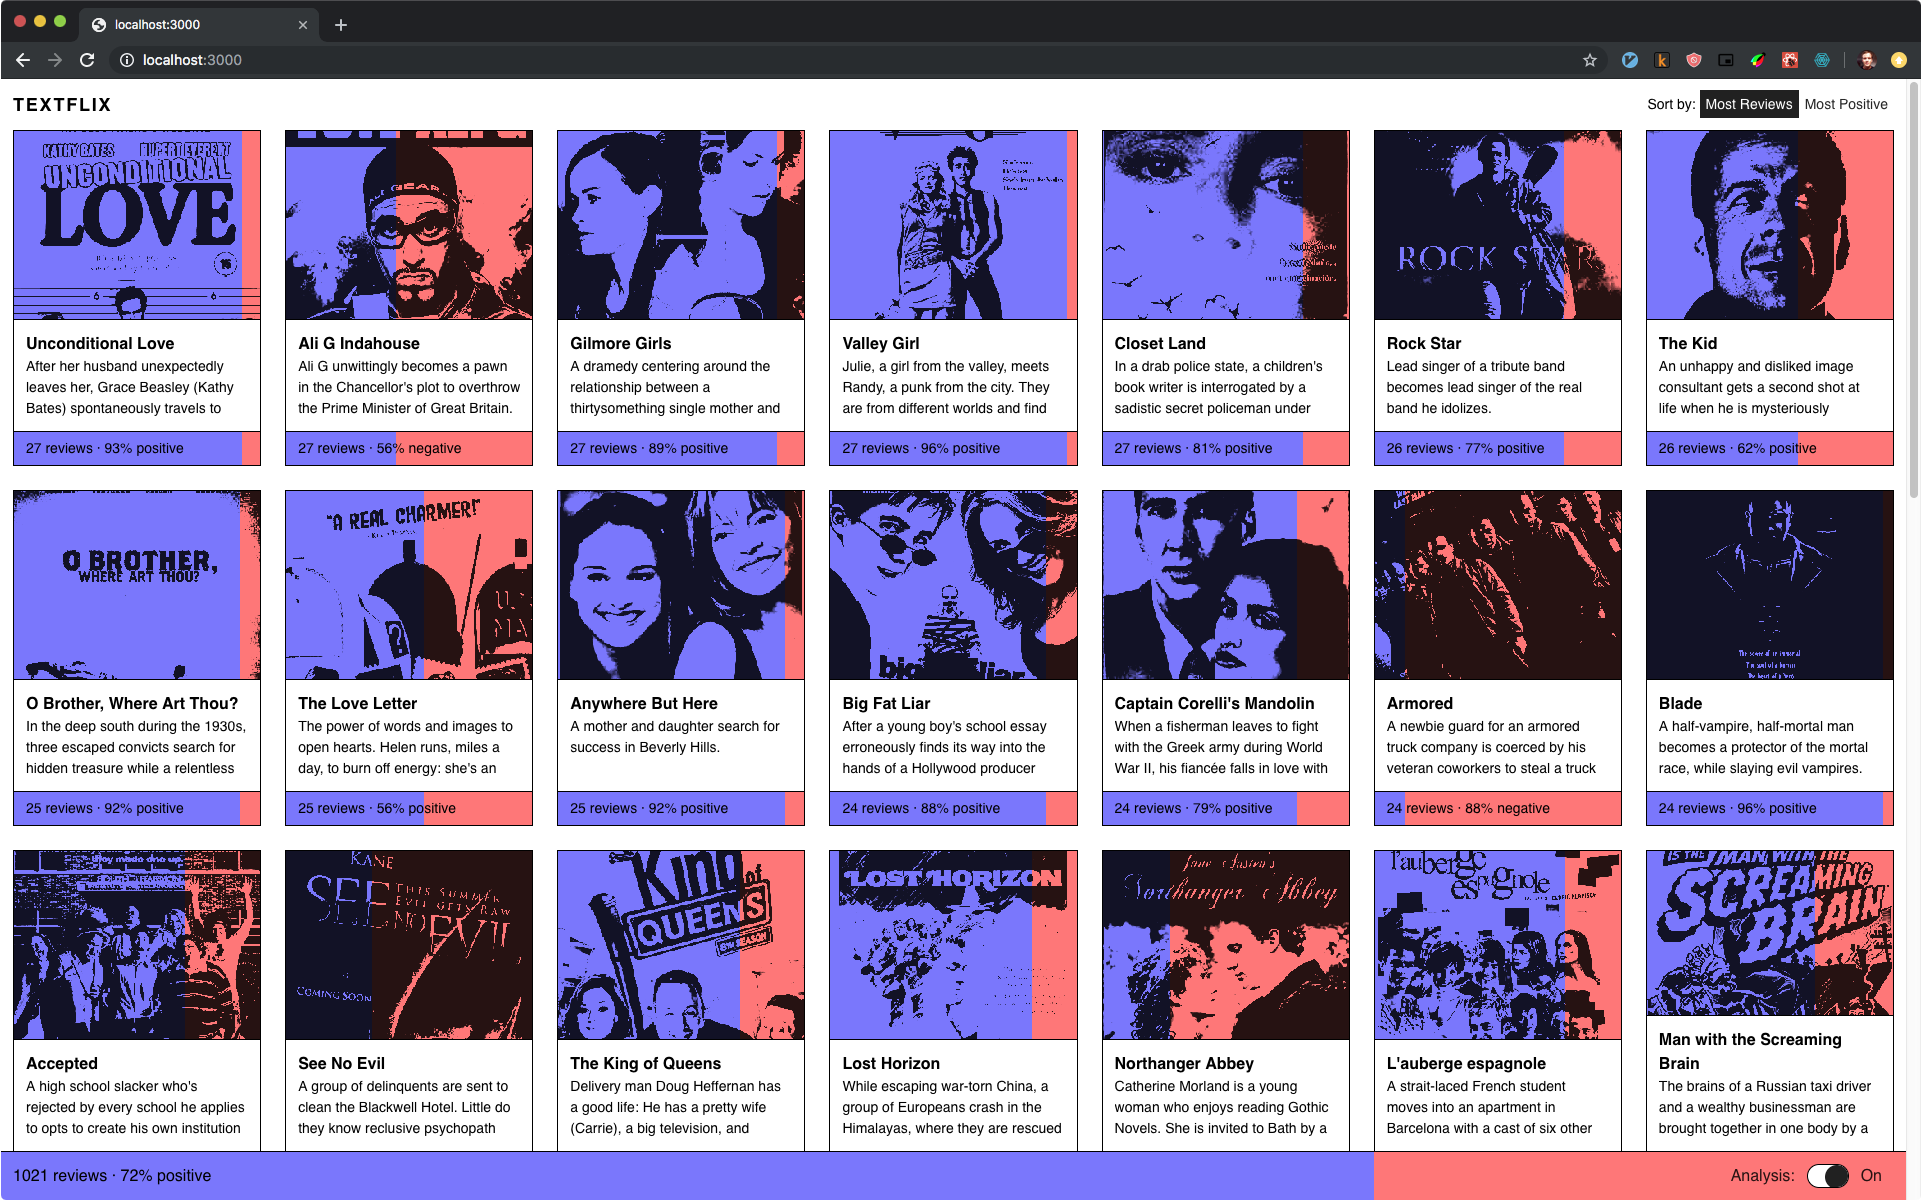 localhost:3000
localhost:3000
TEXTFLIX
Sort by: Most Reviews Most Positive
KATHY BATES RUPERT EVERETT
UNCONDITIONAL
LOVE
Unconditional Love
After her husband unexpectedly
leaves her, Grace Beasley (Kathy
Bates) spontaneously travels to
27 reviews · 93% positive
Ali G Indahouse
Ali G unwittingly becomes a pawn
in the Chancellor's plot to overthrow
the Prime Minister of Great Britain.
27 reviews · 56% negative
Gilmore Girls
A dramedy centering around the
relationship between a
thirtysomething single mother and
27 reviews · 89% positive
Valley Girl
Julie, a girl from the valley, meets
Randy, a punk from the city. They
are from different worlds and find
27 reviews · 96% positive
Closet Land
In a drab police state, a children's
book writer is interrogated by a
sadistic secret policeman under
27 reviews · 81% positive
ROCK STAR
Rock Star
Lead singer of a tribute band
becomes lead singer of the real
band he idolizes.
26 reviews · 77% positive
The Kid
An unhappy and disliked image
consultant gets a second shot at
life when he is mysteriously
26 reviews · 62% positive
O BROTHER,
WHERE ART THOU?
O Brother, Where Art Thou?
In the deep south during the 1930s,
three escaped convicts search for
hidden treasure while a relentless
25 reviews · 92% positive
"A REAL CHARMER!"
The Love Letter
The power of words and images to
open hearts. Helen runs, miles a
day, to burn off energy: she's an
25 reviews · 56% positive
Anywhere But Here
A mother and daughter search for
success in Beverly Hills.
25 reviews · 92% positive
big fat liar
Big Fat Liar
After a young boy's school essay
erroneously finds its way into the
hands of a Hollywood producer
24 reviews · 88% positive
Captain Corelli's Mandolin
When a fisherman leaves to fight
with the Greek army during World
War II, his fiancée falls in love with
24 reviews · 79% positive
Armored
A newbie guard for an armored
truck company is coerced by his
veteran coworkers to steal a truck
24 reviews · 88% negative
The power of an immortal
The soul of a human
The heart of a hero
Blade
A half-vampire, half-mortal man
becomes a protector of the mortal
race, while slaying evil vampires.
24 reviews · 96% positive
Accepted
A high school slacker who's
rejected by every school he applies
to opts to create his own institution
KANE
SEE
NO EVIL
THIS SUMMER
EVIL GETS RAW
COMING SOON
See No Evil
A group of delinquents are sent to
clean the Blackwell Hotel. Little do
they know reclusive psychopath
King of
QUEENS
5TH SEASON
The King of Queens
Delivery man Doug Heffernan has
a good life: He has a pretty wife
(Carrie), a big television, and
LOST HORIZON
Lost Horizon
While escaping war-torn China, a
group of Europeans crash in the
Himalayas, where they are rescued
Jane Austen's
Northanger Abbey
Northanger Abbey
Catherine Morland is a young
woman who enjoys reading Gothic
Novels. She is invited to Bath by a
l'auberge
espagnole
L'auberge espagnole
A strait-laced French student
moves into an apartment in
Barcelona with a cast of six other
IS THE MAN WITH THE
SCREAMING
BRAIN
Man with the Screaming
Brain
The brains of a Russian taxi driver
and a wealthy businessman are
brought together in one body by a
1021 reviews · 72% positive
Analysis: On